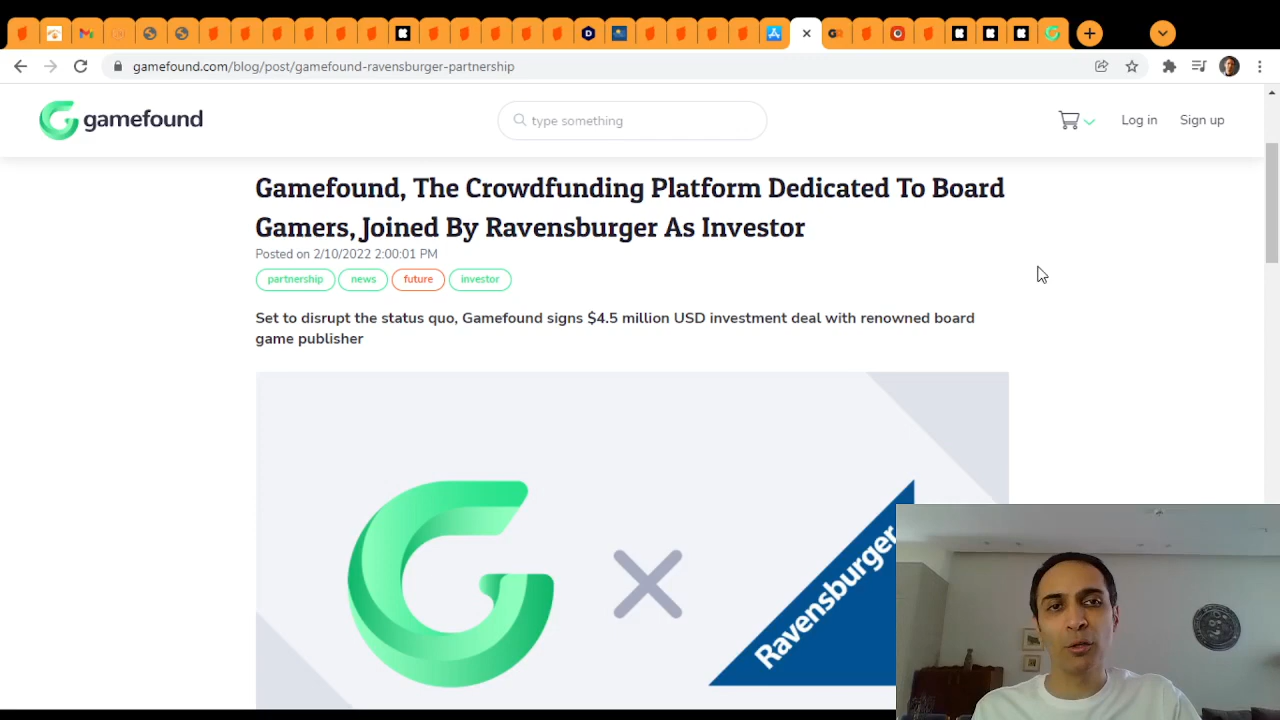 gamefound.com/blog/post/gamefound-ravensburger-partnership
gamefound
type something
Log in
Sign up
Gamefound, The Crowdfunding Platform Dedicated To Board
Gamers, Joined By Ravensburger As Investor
Posted on 2/10/2022 2:00:01 PM
partnership
news
future
investor
Set to disrupt the status quo, Gamefound signs $4.5 million USD investment deal with renowned board
game publisher
Ravensburger